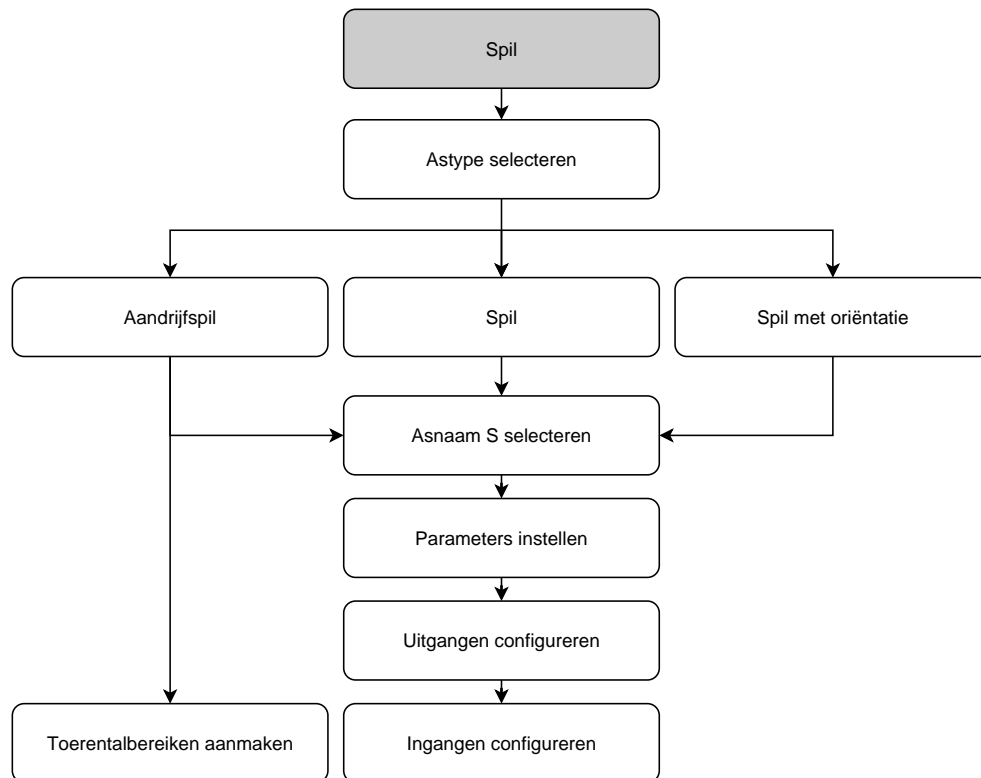 Spil
Astype selecteren
Aandrijfspil
Spil
Spil met oriëntatie
Asnaam S selecteren
Parameters instellen
Uitgangen configureren
Toerentalbereiken aanmaken
Ingangen configureren